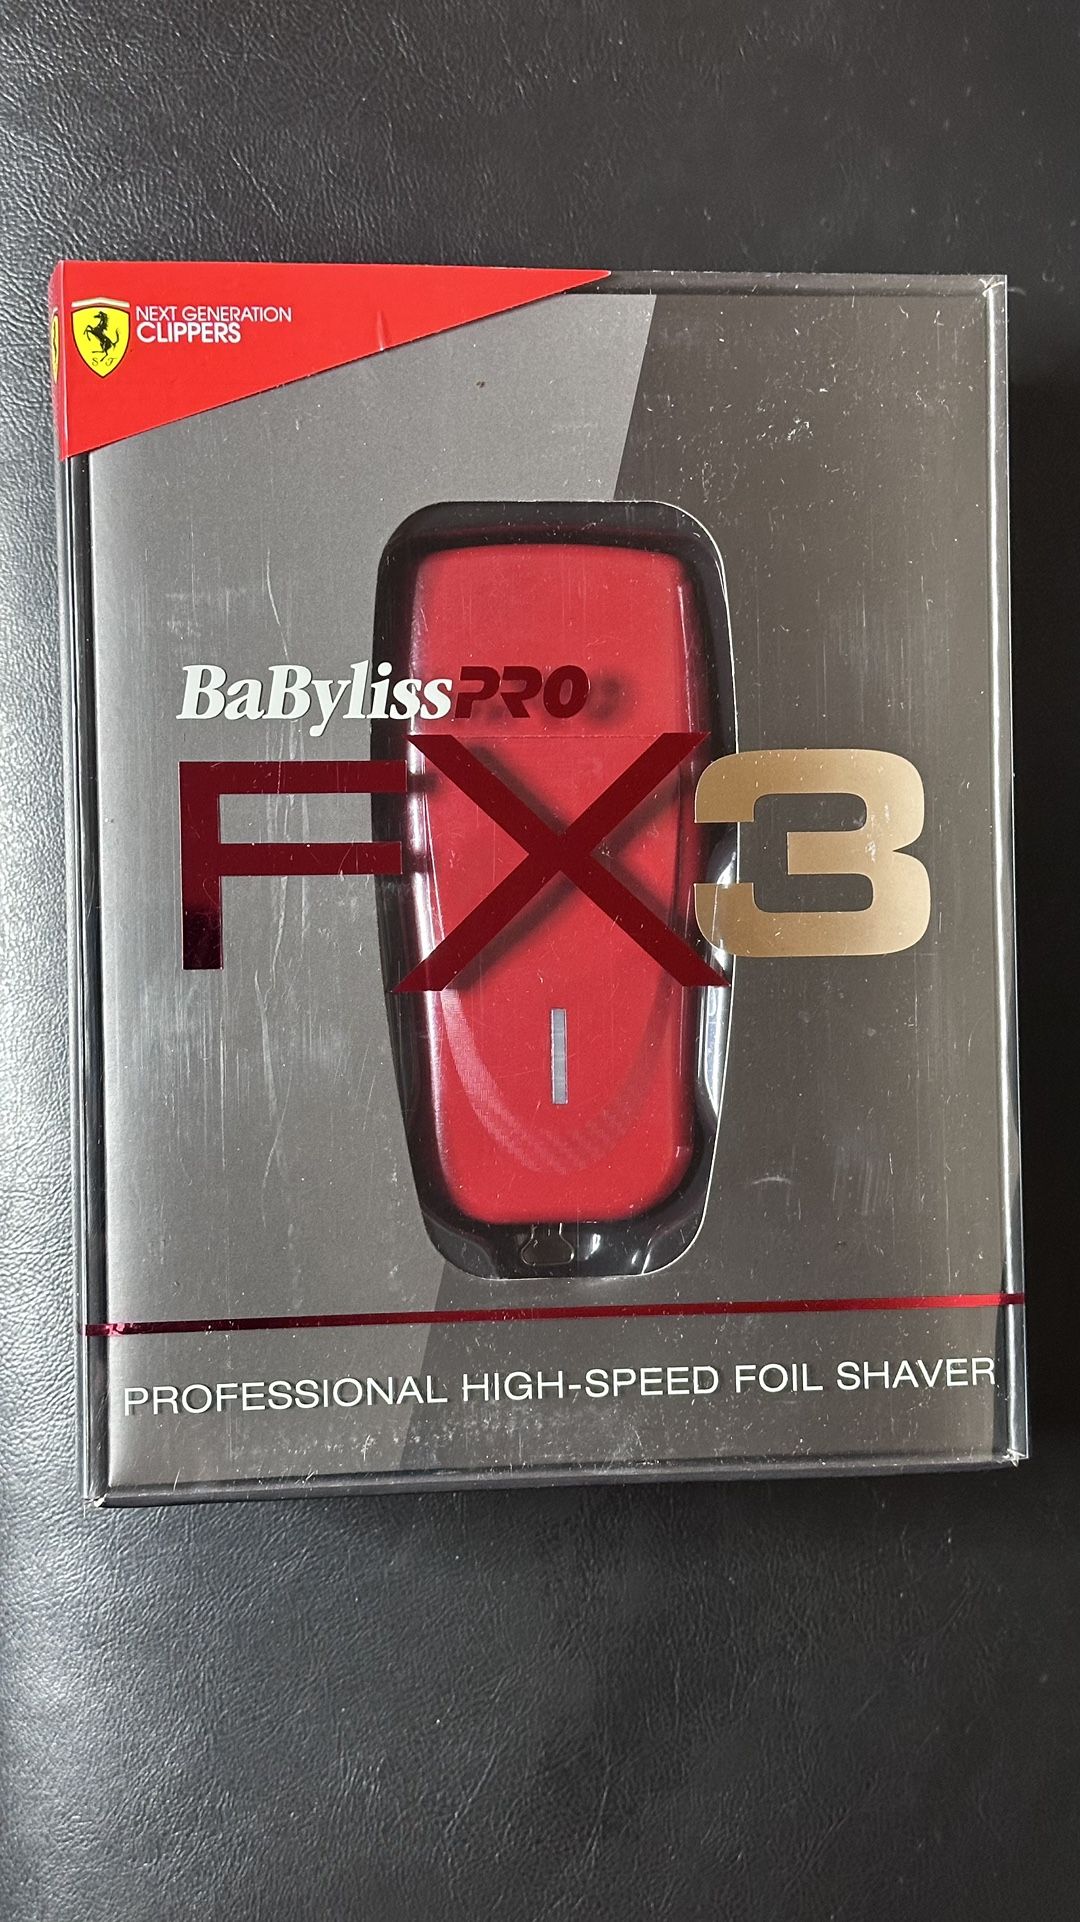 NEXT GENERATION
CLIPPERS
S F
BaBylissPRO
FX3
PROFESSIONAL HIGH-SPEED FOIL SHAVER